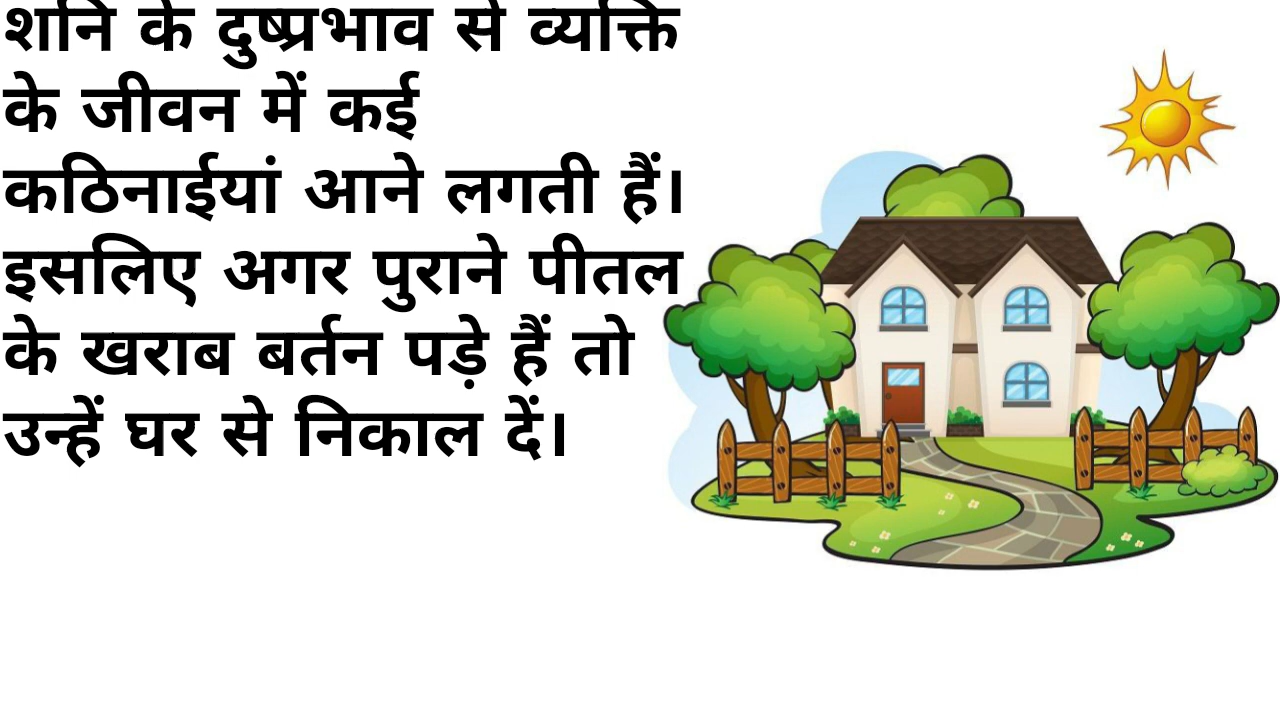 शनि के दुष्प्रभाव से व्यक्ति
के जीवन में कई
कठिनाईयां आने लगती हैं।
इसलिए अगर पुराने पीतल
के खराब बर्तन पड़े हैं तो
उन्हें घर से निकाल दें।